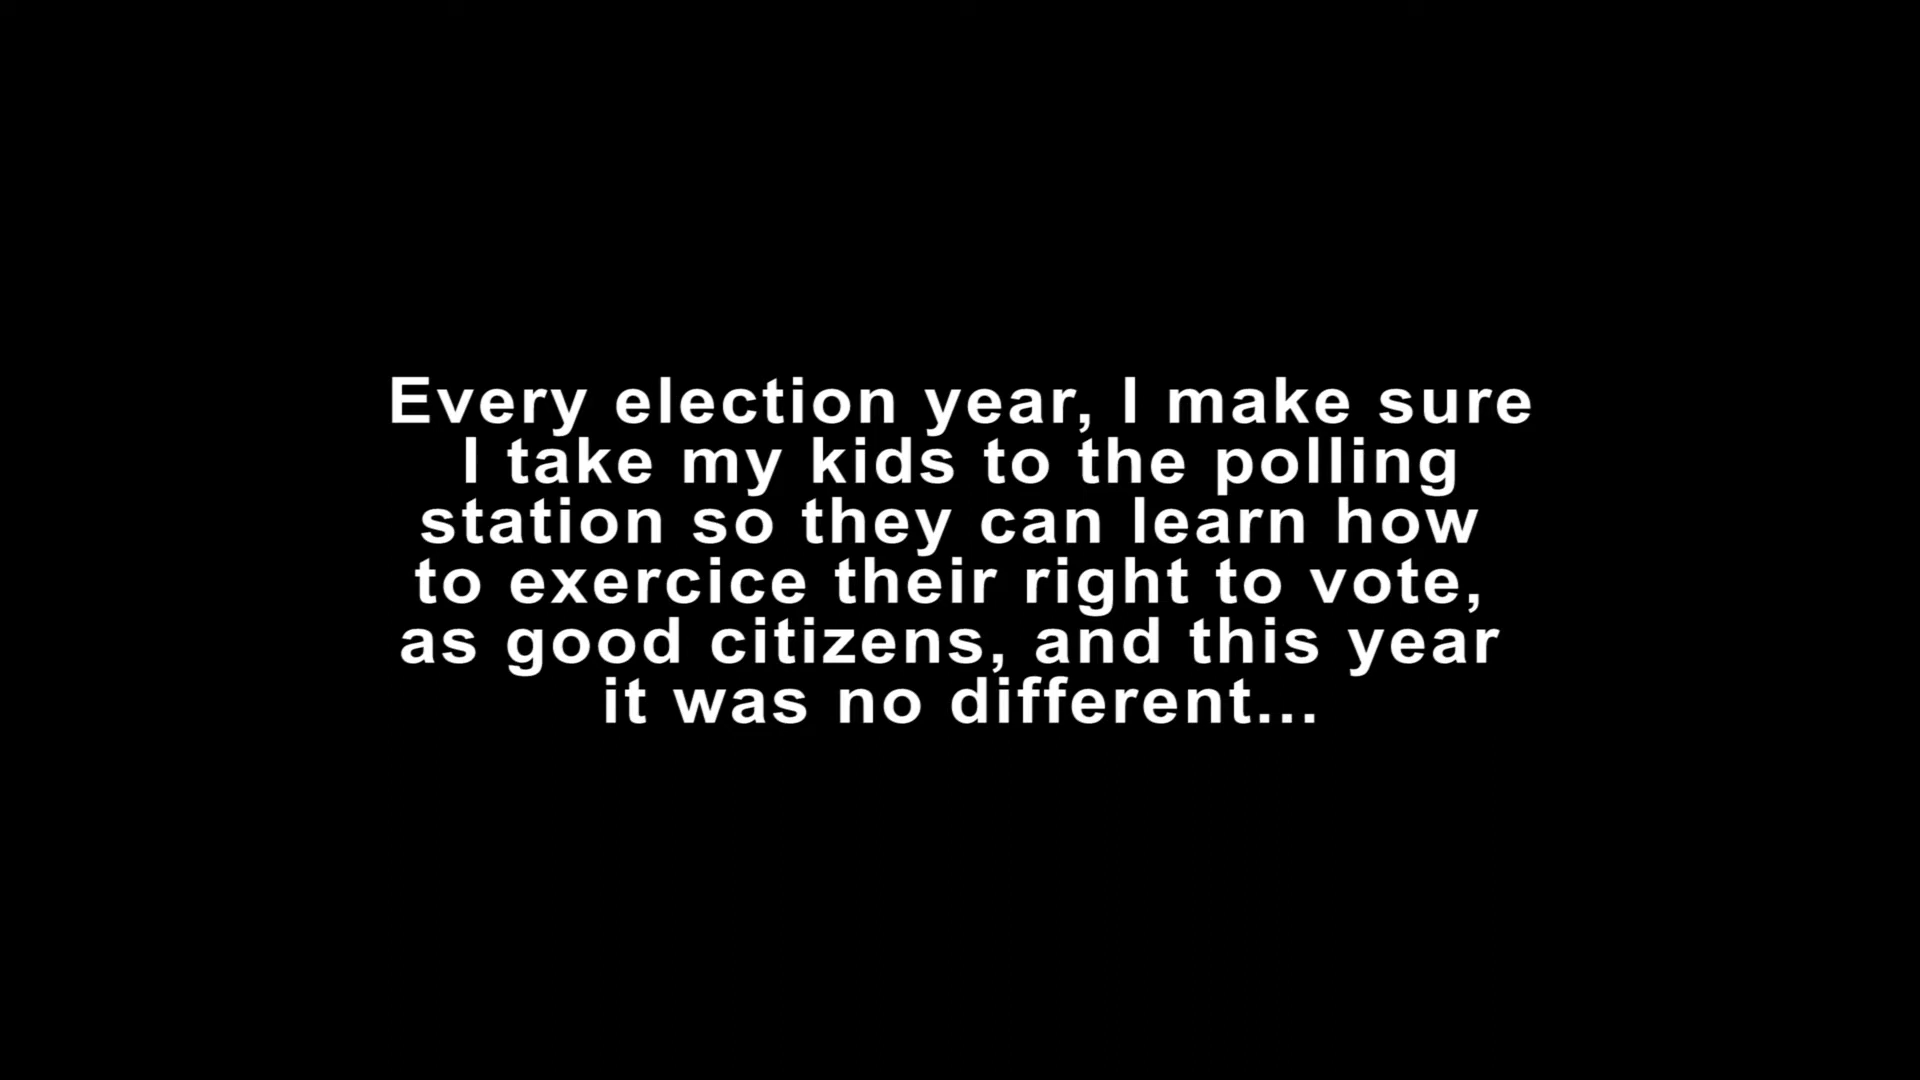 Every election year, I make sure
I take my kids to the polling
station so they can learn how
to exercice their right to vote,
as good citizens, and this year
it was no different...